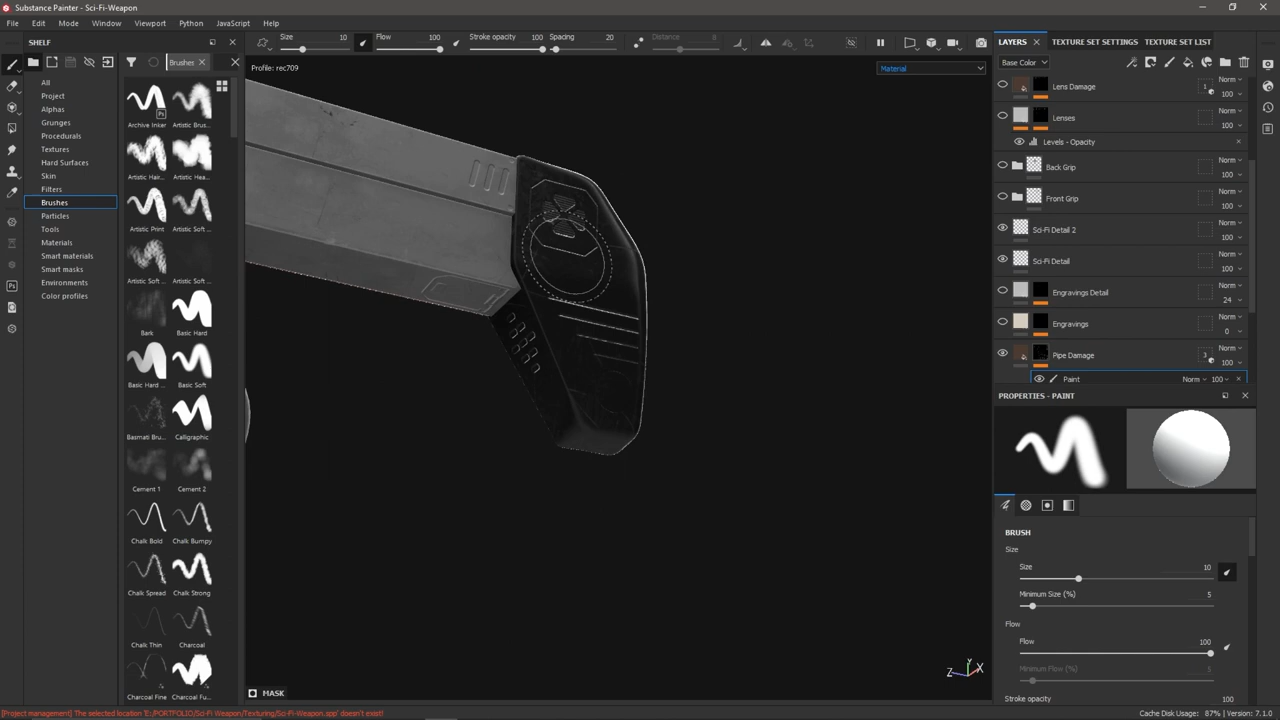 Substance Painter - Sci-Fi-Weapon
File Edit Mode Viewport Python JavaScript Help
SHELF
Size 10 Flow 100 Stroke opacity 100 Spacing 20 Distance 8
LAYERS TEXTURE SET SETTINGS TEXTURE SET LIST
Brushes
Profile: rec709
Material
Base Color
All
Project
Alphas
Grunges
Procedurals
Textures
Hard Surfaces
Skin
Filters
Brushes
Particles
Tools
Materials
Smart materials
Smart masks
Environments
Color profiles
Archive Inker Artistic Brus...
Artistic Hair... Artistic Hea...
Artistic Print Artistic Soft ...
Artistic Soft ... Artistic Soft ...
Bark Basic Hard
Basic Hard ... Basic Soft
Basmati Bru... Calligraphic
Cement 1 Cement 2
Chalk Bold Chalk Bumpy
Chalk Spread Chalk Strong
Chalk Thin Charcoal
Charcoal Fine Charcoal Fu...
Lens Damage 1 Norm 100
Lenses Norm 100
Levels - Opacity
Back Grip Norm 100
Front Grip Norm 100
Sci-Fi Detail 2 Norm 100
Sci-Fi Detail Norm 100
Engravings Detail Norm 24
Engravings Norm 0
Pipe Damage 3 Norm 100
Paint Norm 100
PROPERTIES - PAINT
BRUSH
Size
Size 10
Minimum Size (%) 5
Flow
Flow 100
Minimum Flow (%) 5
Stroke opacity 100
Z Y X
MASK
[Project management] The selected location 'E:/PORTFOLIO/Sci-Fi Weapon/Texturing/Sci-Fi-Weapon.spp' doesn't exist!
Cache Disk Usage: 87% | Version: 7.1.0